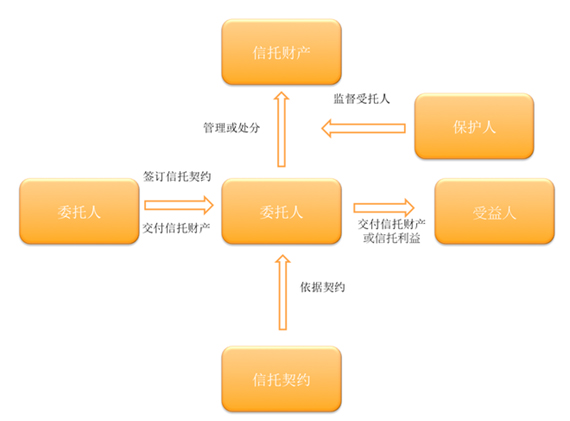 信托财产
监督受托人
管理或处分
保护人
签订信托契约
委托人
委托人
受益人
交付信托财产
交付信托财产
或信托利益
依据契约
信托契约